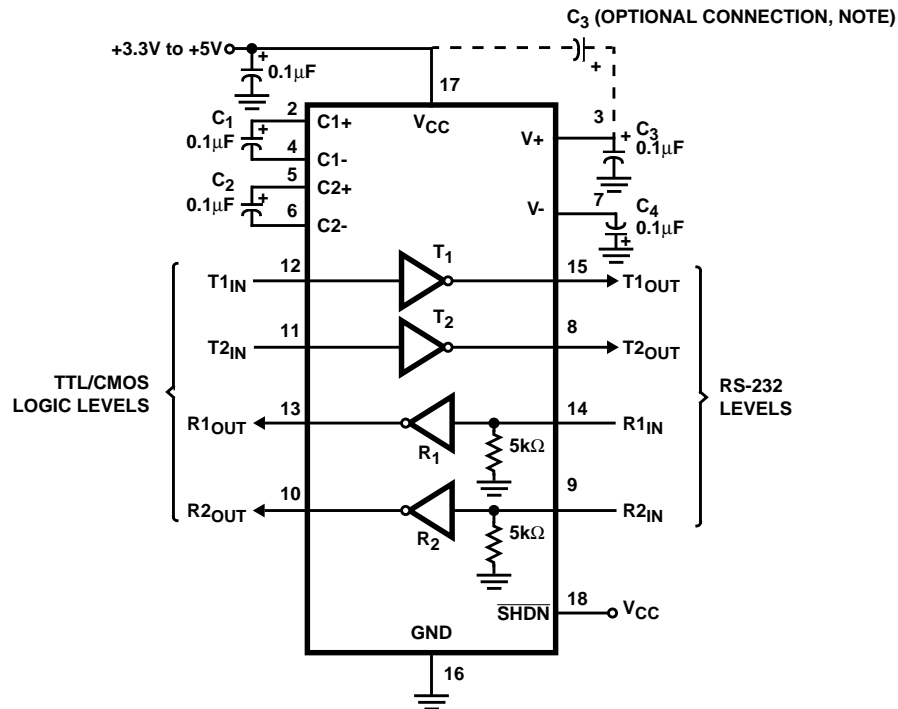 C3 (OPTIONAL CONNECTION, NOTE)
+3.3V to +5V
+
0.1μF
+
17
2
C1+
VCC
3
C1
+
0.1μF
4
C1-
V+
+
C3
0.1μF
C2
5
C2+
+
0.1μF
6
C2-
7
V-
C4
0.1μF
+
T1IN
12
T1
15
T1OUT
T2IN
11
T2
8
T2OUT
TTL/CMOS
LOGIC LEVELS
RS-232
LEVELS
R1OUT
13
R1
14
R1IN
5kΩ
R2OUT
10
R2
9
R2IN
5kΩ
SHDN
18
VCC
GND
16